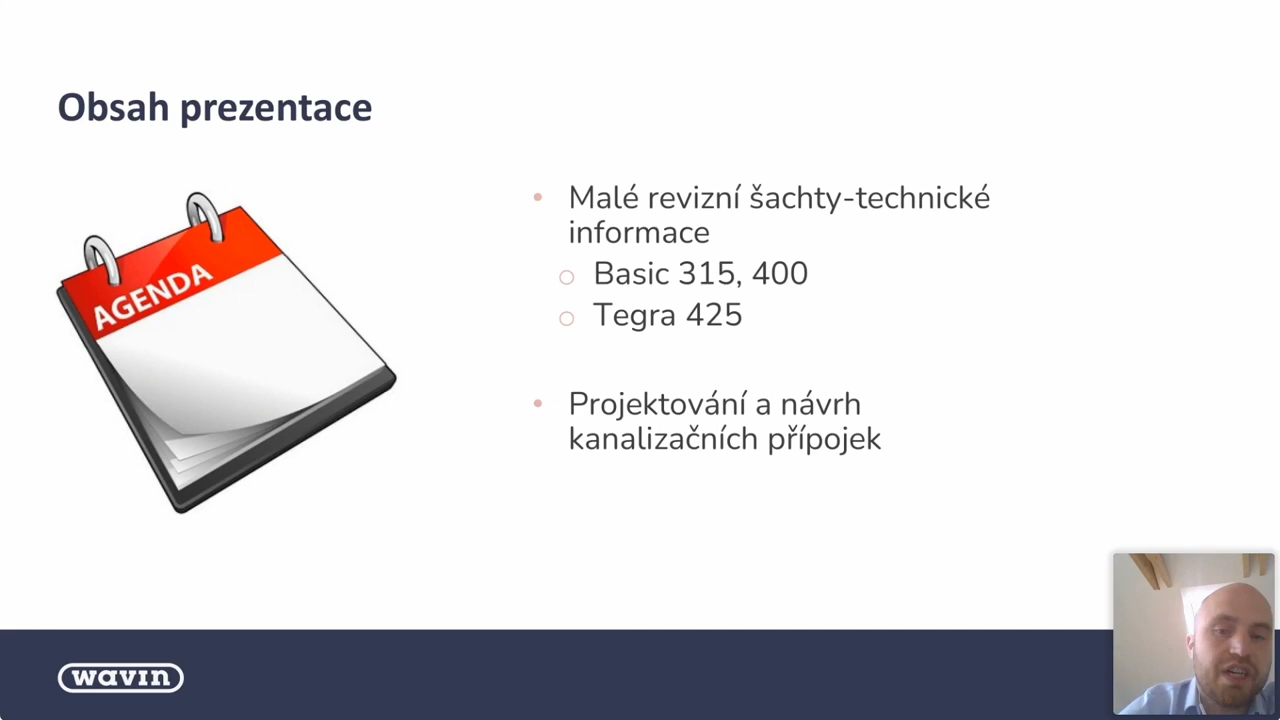 Obsah prezentace
AGENDA
• Malé revizní šachty-technické
informace
o Basic 315, 400
o Tegra 425
• Projektování a návrh
kanalizačních přípojek
wavin